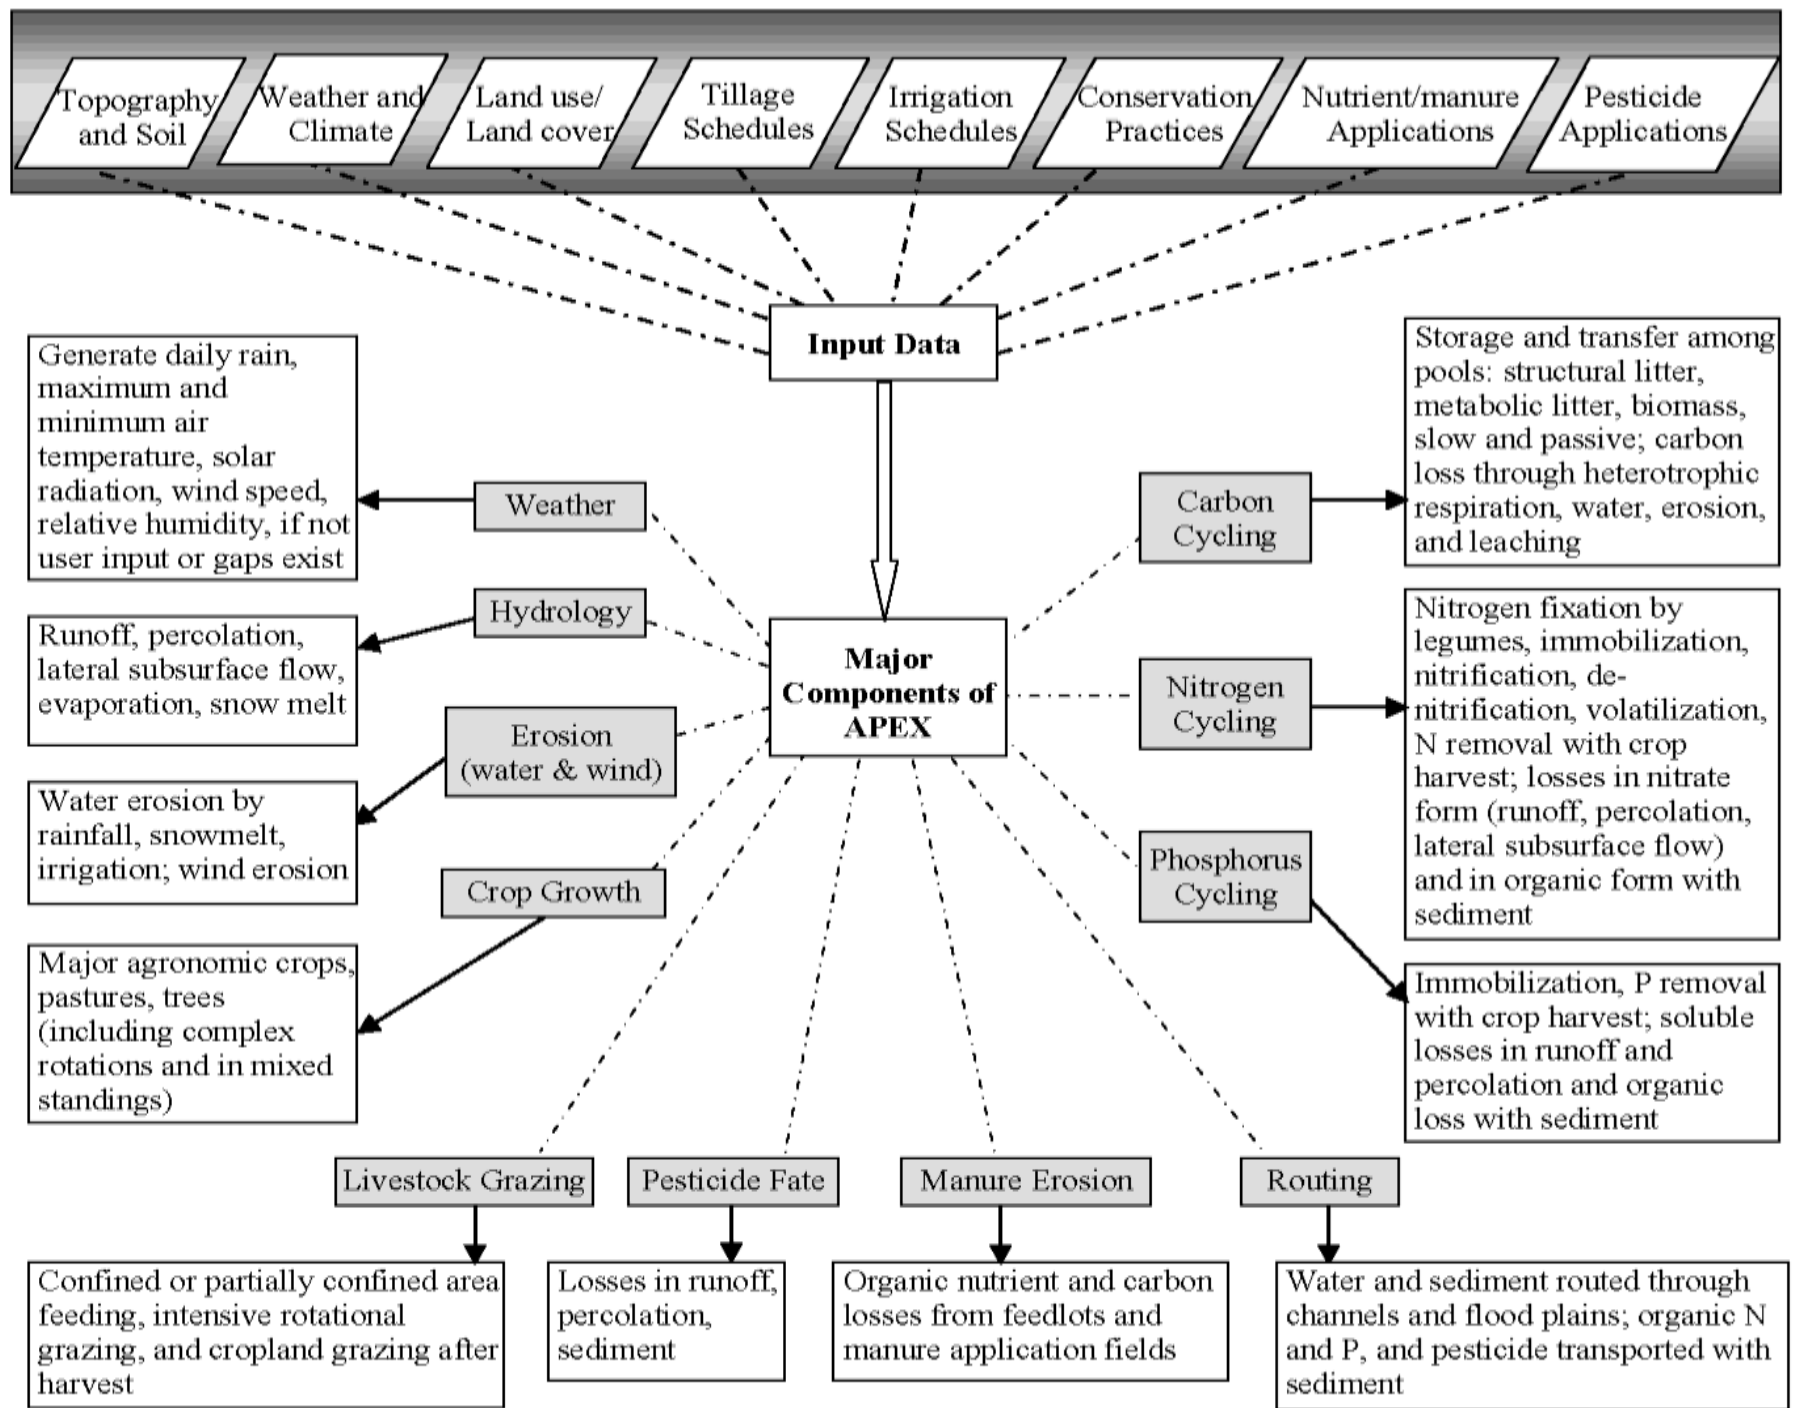 Topography
and Soil
Weather and
Climate
Land use/
Land cover
Tillage
Schedules
Irrigation
Schedules
Conservation
Practices
Nutrient/manure
Applications
Pesticide
Applications
Input Data
Generate daily rain,
maximum and
minimum air
temperature, solar
radiation, wind speed,
relative humidity, if not
user input or gaps exist
Weather
Hydrology
Runoff, percolation,
lateral subsurface flow,
evaporation, snow melt
Erosion
(water & wind)
Water erosion by
rainfall, snowmelt,
irrigation; wind erosion
Crop Growth
Major agronomic crops,
pastures, trees
(including complex
rotations and in mixed
standings)
Major
Components of
APEX
Carbon
Cycling
Storage and transfer among
pools: structural litter,
metabolic litter, biomass,
slow and passive; carbon
loss through heterotrophic
respiration, water, erosion,
and leaching
Nitrogen
Cycling
Nitrogen fixation by
legumes, immobilization,
nitrification, de-
nitrification, volatilization,
N removal with crop
harvest; losses in nitrate
form (runoff, percolation,
lateral subsurface flow)
and in organic form with
sediment
Phosphorus
Cycling
Immobilization, P removal
with crop harvest; soluble
losses in runoff and
percolation and organic
loss with sediment
Livestock Grazing
Confined or partially confined area
feeding, intensive rotational
grazing, and cropland grazing after
harvest
Pesticide Fate
Losses in runoff,
percolation,
sediment
Manure Erosion
Organic nutrient and carbon
losses from feedlots and
manure application fields
Routing
Water and sediment routed through
channels and flood plains; organic N
and P, and pesticide transported with
sediment